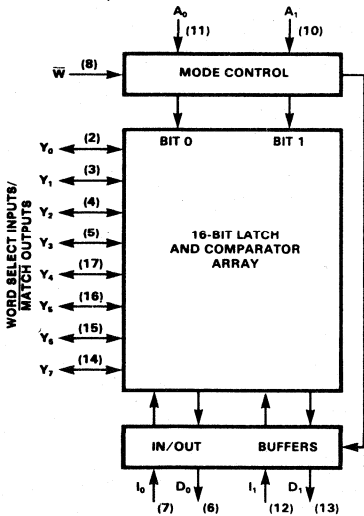 A₀ A₁
(11) (10)
W̅ (8) MODE CONTROL
BIT 0 BIT 1
Y₀ (2)
Y₁ (3)
Y₂ (4)
Y₃ (5)
Y₄ (17)
Y₅ (16)
Y₆ (15)
Y₇ (14)
WORD SELECT INPUTS/
M̅A̅T̅C̅H̅ OUTPUTS
16-BIT LATCH
AND COMPARATOR
ARRAY
IN/OUT BUFFERS
I₀ D₀ I₁ D₁
(7) (6) (12) (13)